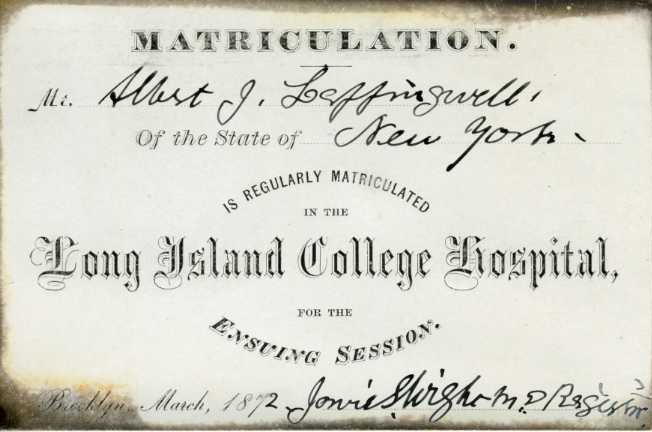 MATRICULATION.
Mr. Albert J. Leffingwell.
Of the State of New York.
IS REGULARLY MATRICULATED
IN THE
Long Island College Hospital,
FOR THE
ENSUING SESSION.
Brooklyn, March, 1872. M.D Registr.